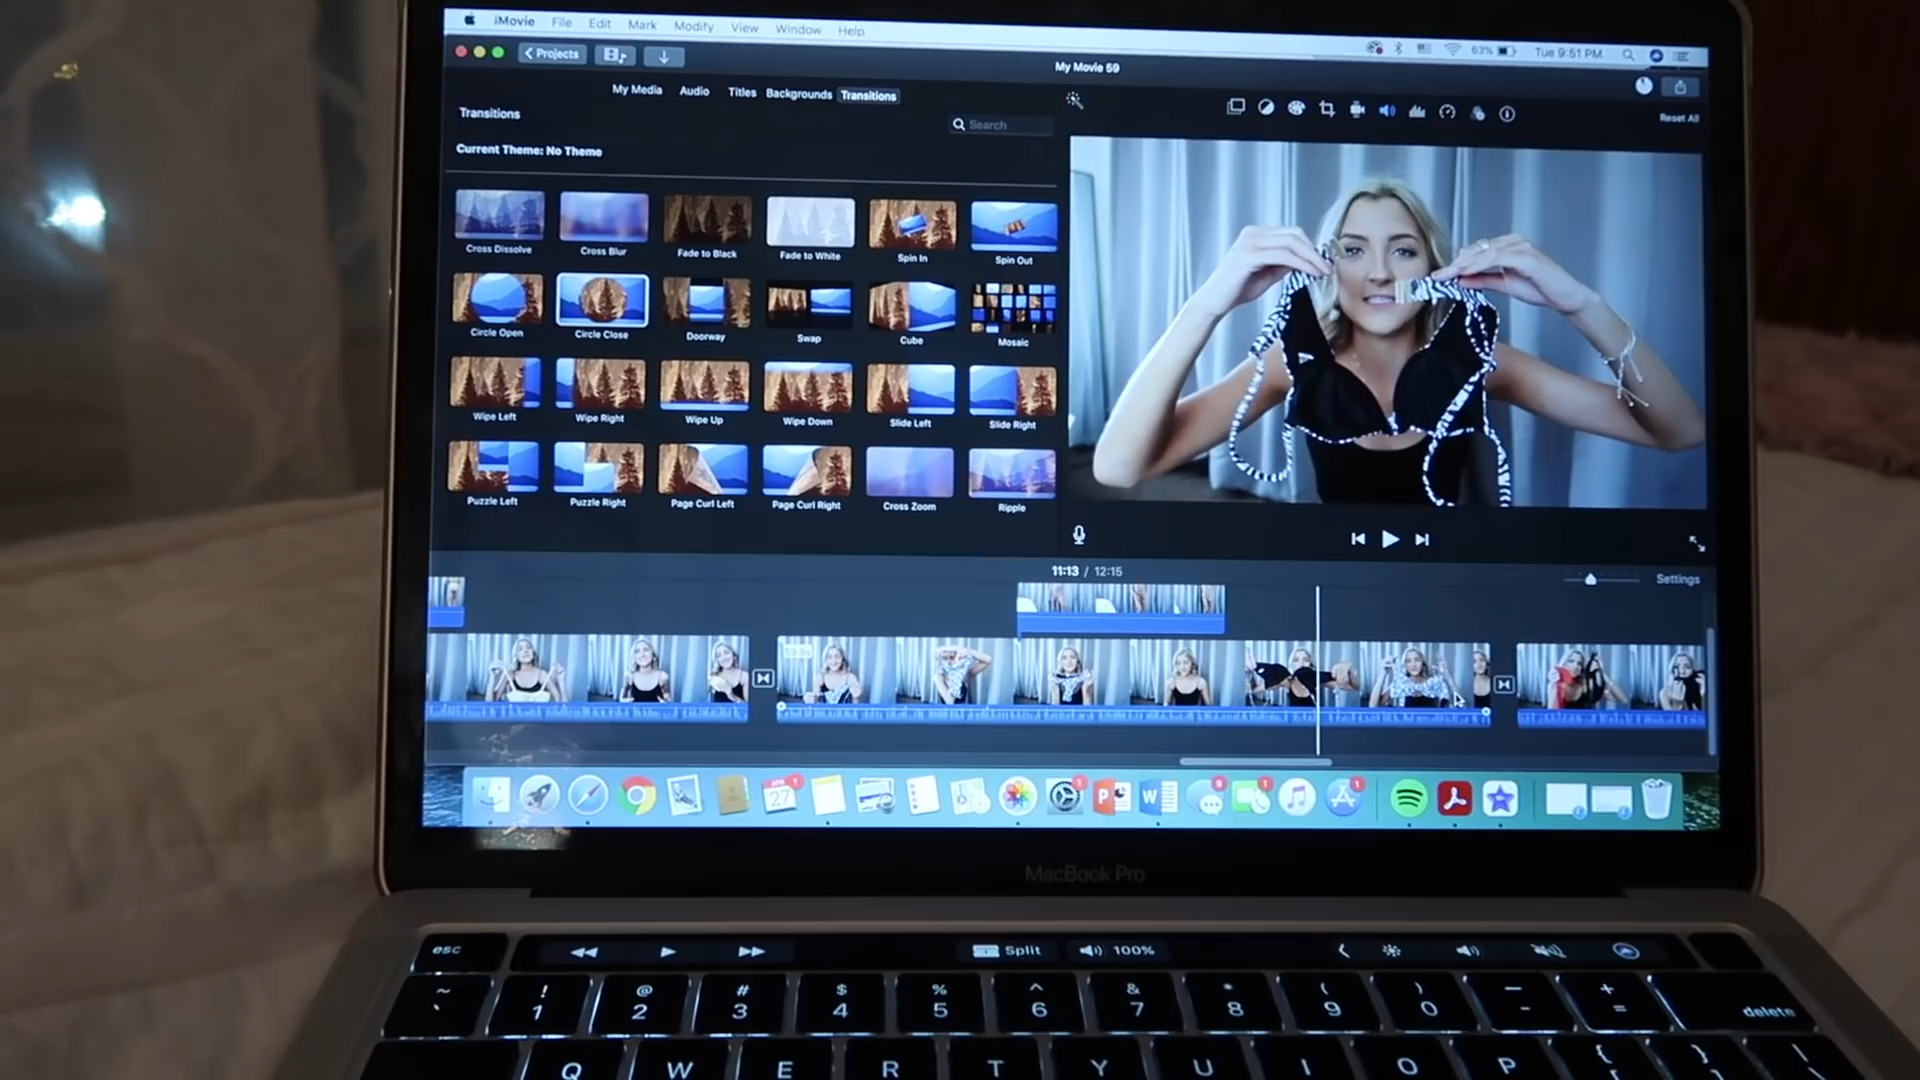 iMovie File Edit Mark Modify View Window Help
63% Tue 9:51 PM
Projects
My Movie 59
My Media Audio Titles Backgrounds Transitions
Transitions
Search
Reset All
Current Theme: No Theme
Cross Dissolve Cross Blur Fade to Black Fade to White Spin In Spin Out
Circle Open Circle Close Doorway Swap Cube Mosaic
Wipe Left Wipe Right Wipe Up Wipe Down Slide Left Slide Right
Puzzle Left Puzzle Right Page Curl Left Page Curl Right Cross Zoom Ripple
11:13 / 12:15
Settings
59.9s
APR
27
P
W
MacBook Pro
esc
Split
100%
~ ! @ # $ % ^ & * ( ) — +
` 1 2 3 4 5 6 7 8 9 0 - =
delete
Q W E R T Y U I O P { } |